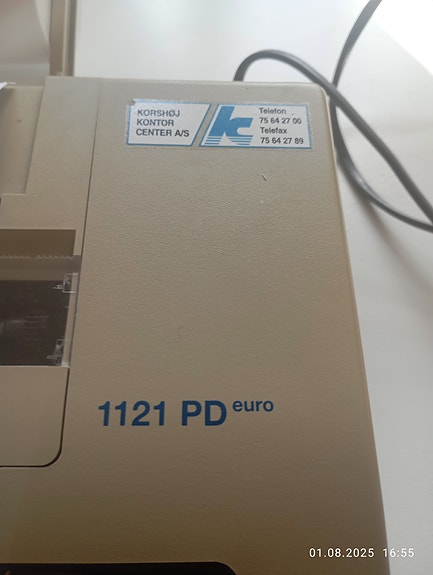 KORSHØJ
KONTOR
CENTER A/S
kc
Telefon
75 64 27 00
Telefax
75 64 27 89
1121 PD euro
01.08.2025 16:55